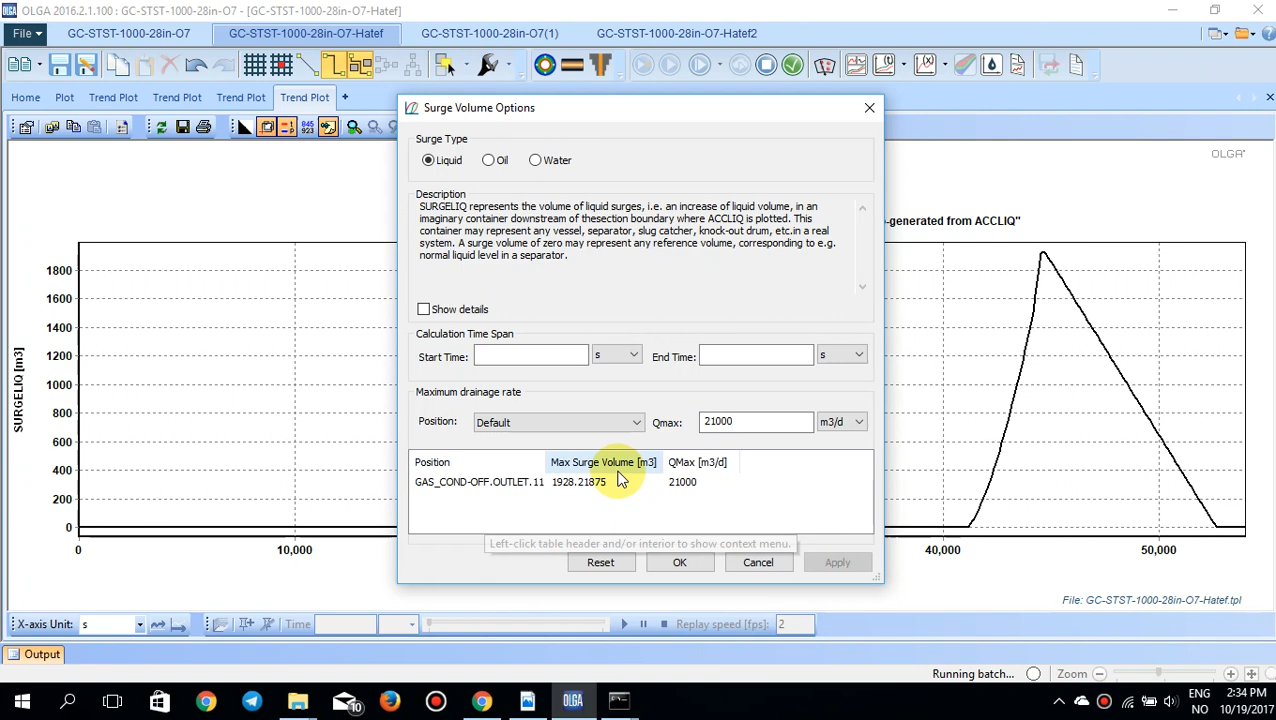 OLGA 2016.2.1.100 : GC-STST-1000-28in-O7 - [GC-STST-1000-28in-O7-Hatef]
File GC-STST-1000-28in-O7 GC-STST-1000-28in-O7-Hatef GC-STST-1000-28in-O7(1) GC-STST-1000-28in-O7-Hatef2
Home Plot Trend Plot Trend Plot Trend Plot Trend Plot +
Surge Volume Options
OLGA
Surge Type
Liquid Oil Water
Description
SURGELIQ represents the volume of liquid surges, i.e. an increase of liquid volume, in an
imaginary container downstream of thesection boundary where ACCLIQ is plotted. This
container may represent any vessel, separator, slug catcher, knock-out drum, etc.in a real
system. A surge volume of zero may represent any reference volume, corresponding to e.g.
normal liquid level in a separator.
-generated from ACCLIQ"
Show details
Calculation Time Span
Start Time: s End Time: s
Maximum drainage rate
Position: Default Qmax: 21000 m3/d
Position Max Surge Volume [m3] QMax [m3/d]
GAS_COND-OFF.OUTLET.11 1928.21875 21000
Left-click table header and/or interior to show context menu.
Reset OK Cancel Apply
SURGELIQ [m3]
1800
1600
1400
1200
1000
800
600
400
200
0
0 10,000 40,000 50,000
File: GC-STST-1000-28in-O7-Hatef.tpl
X-axis Unit: s Time Replay speed [fps]: 2
Output
Running batch... Zoom
10
ENG 2:34 PM
NO 10/19/2017